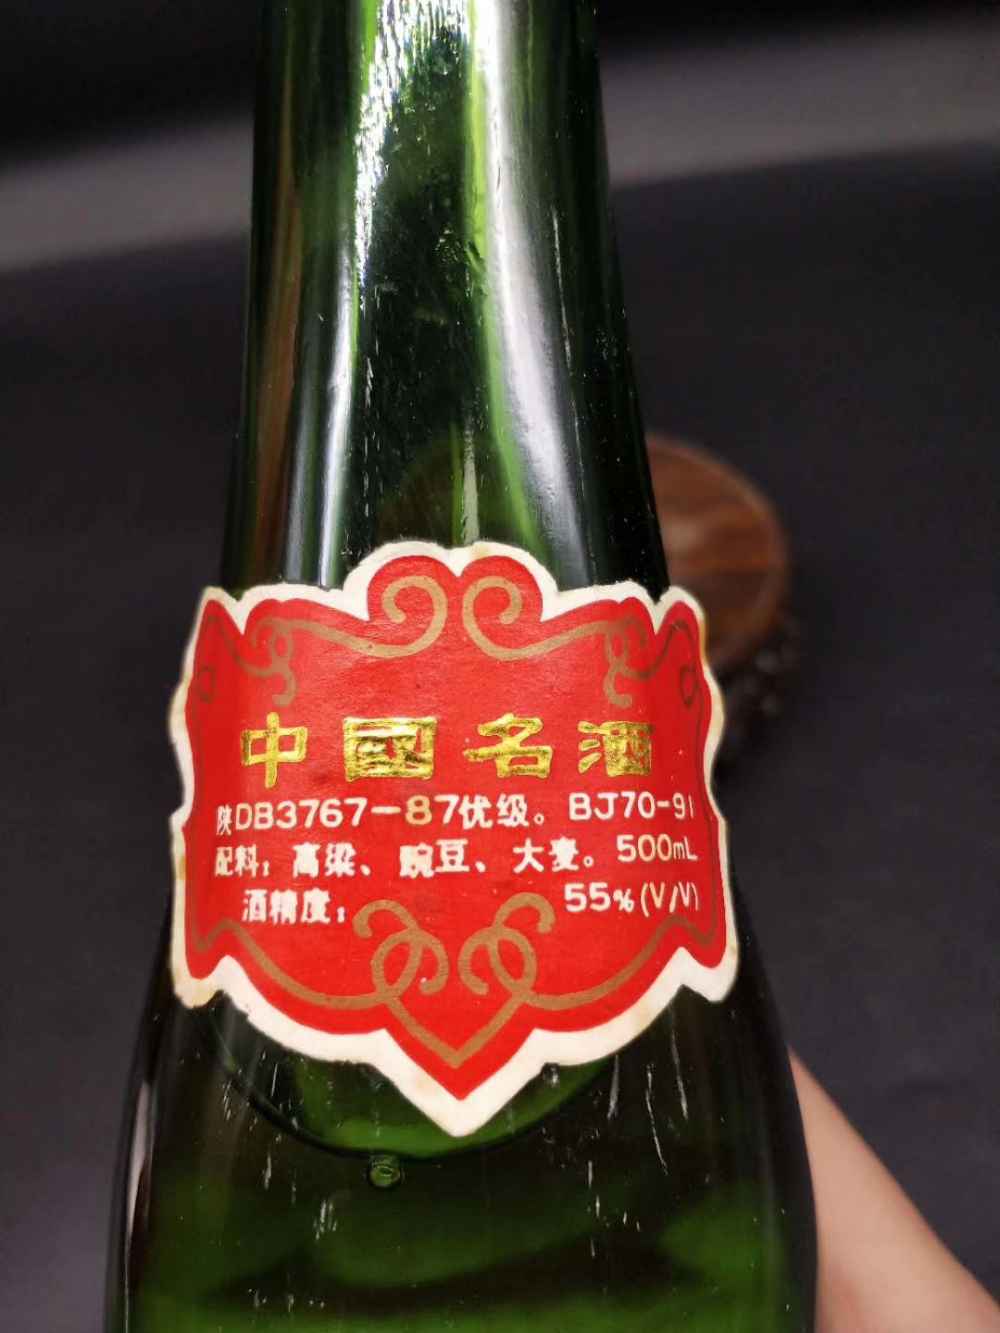 中國名酒
陕DB3767-87优级。BJ70-91
配料：高粱、豌豆、大麦。500mL
酒精度：55%(V/V)